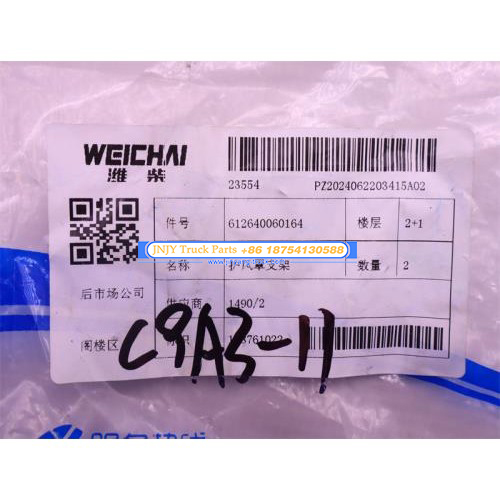 WEICHAI
潍柴
23554 PZ2024062203415A02
件号 612640060164 楼层 2+1
JNJY Truck Parts +86 18754130588
名称 护风罩支架 数量 2
后市场公司
供应商 1490/2
阁楼区
C9A3-11